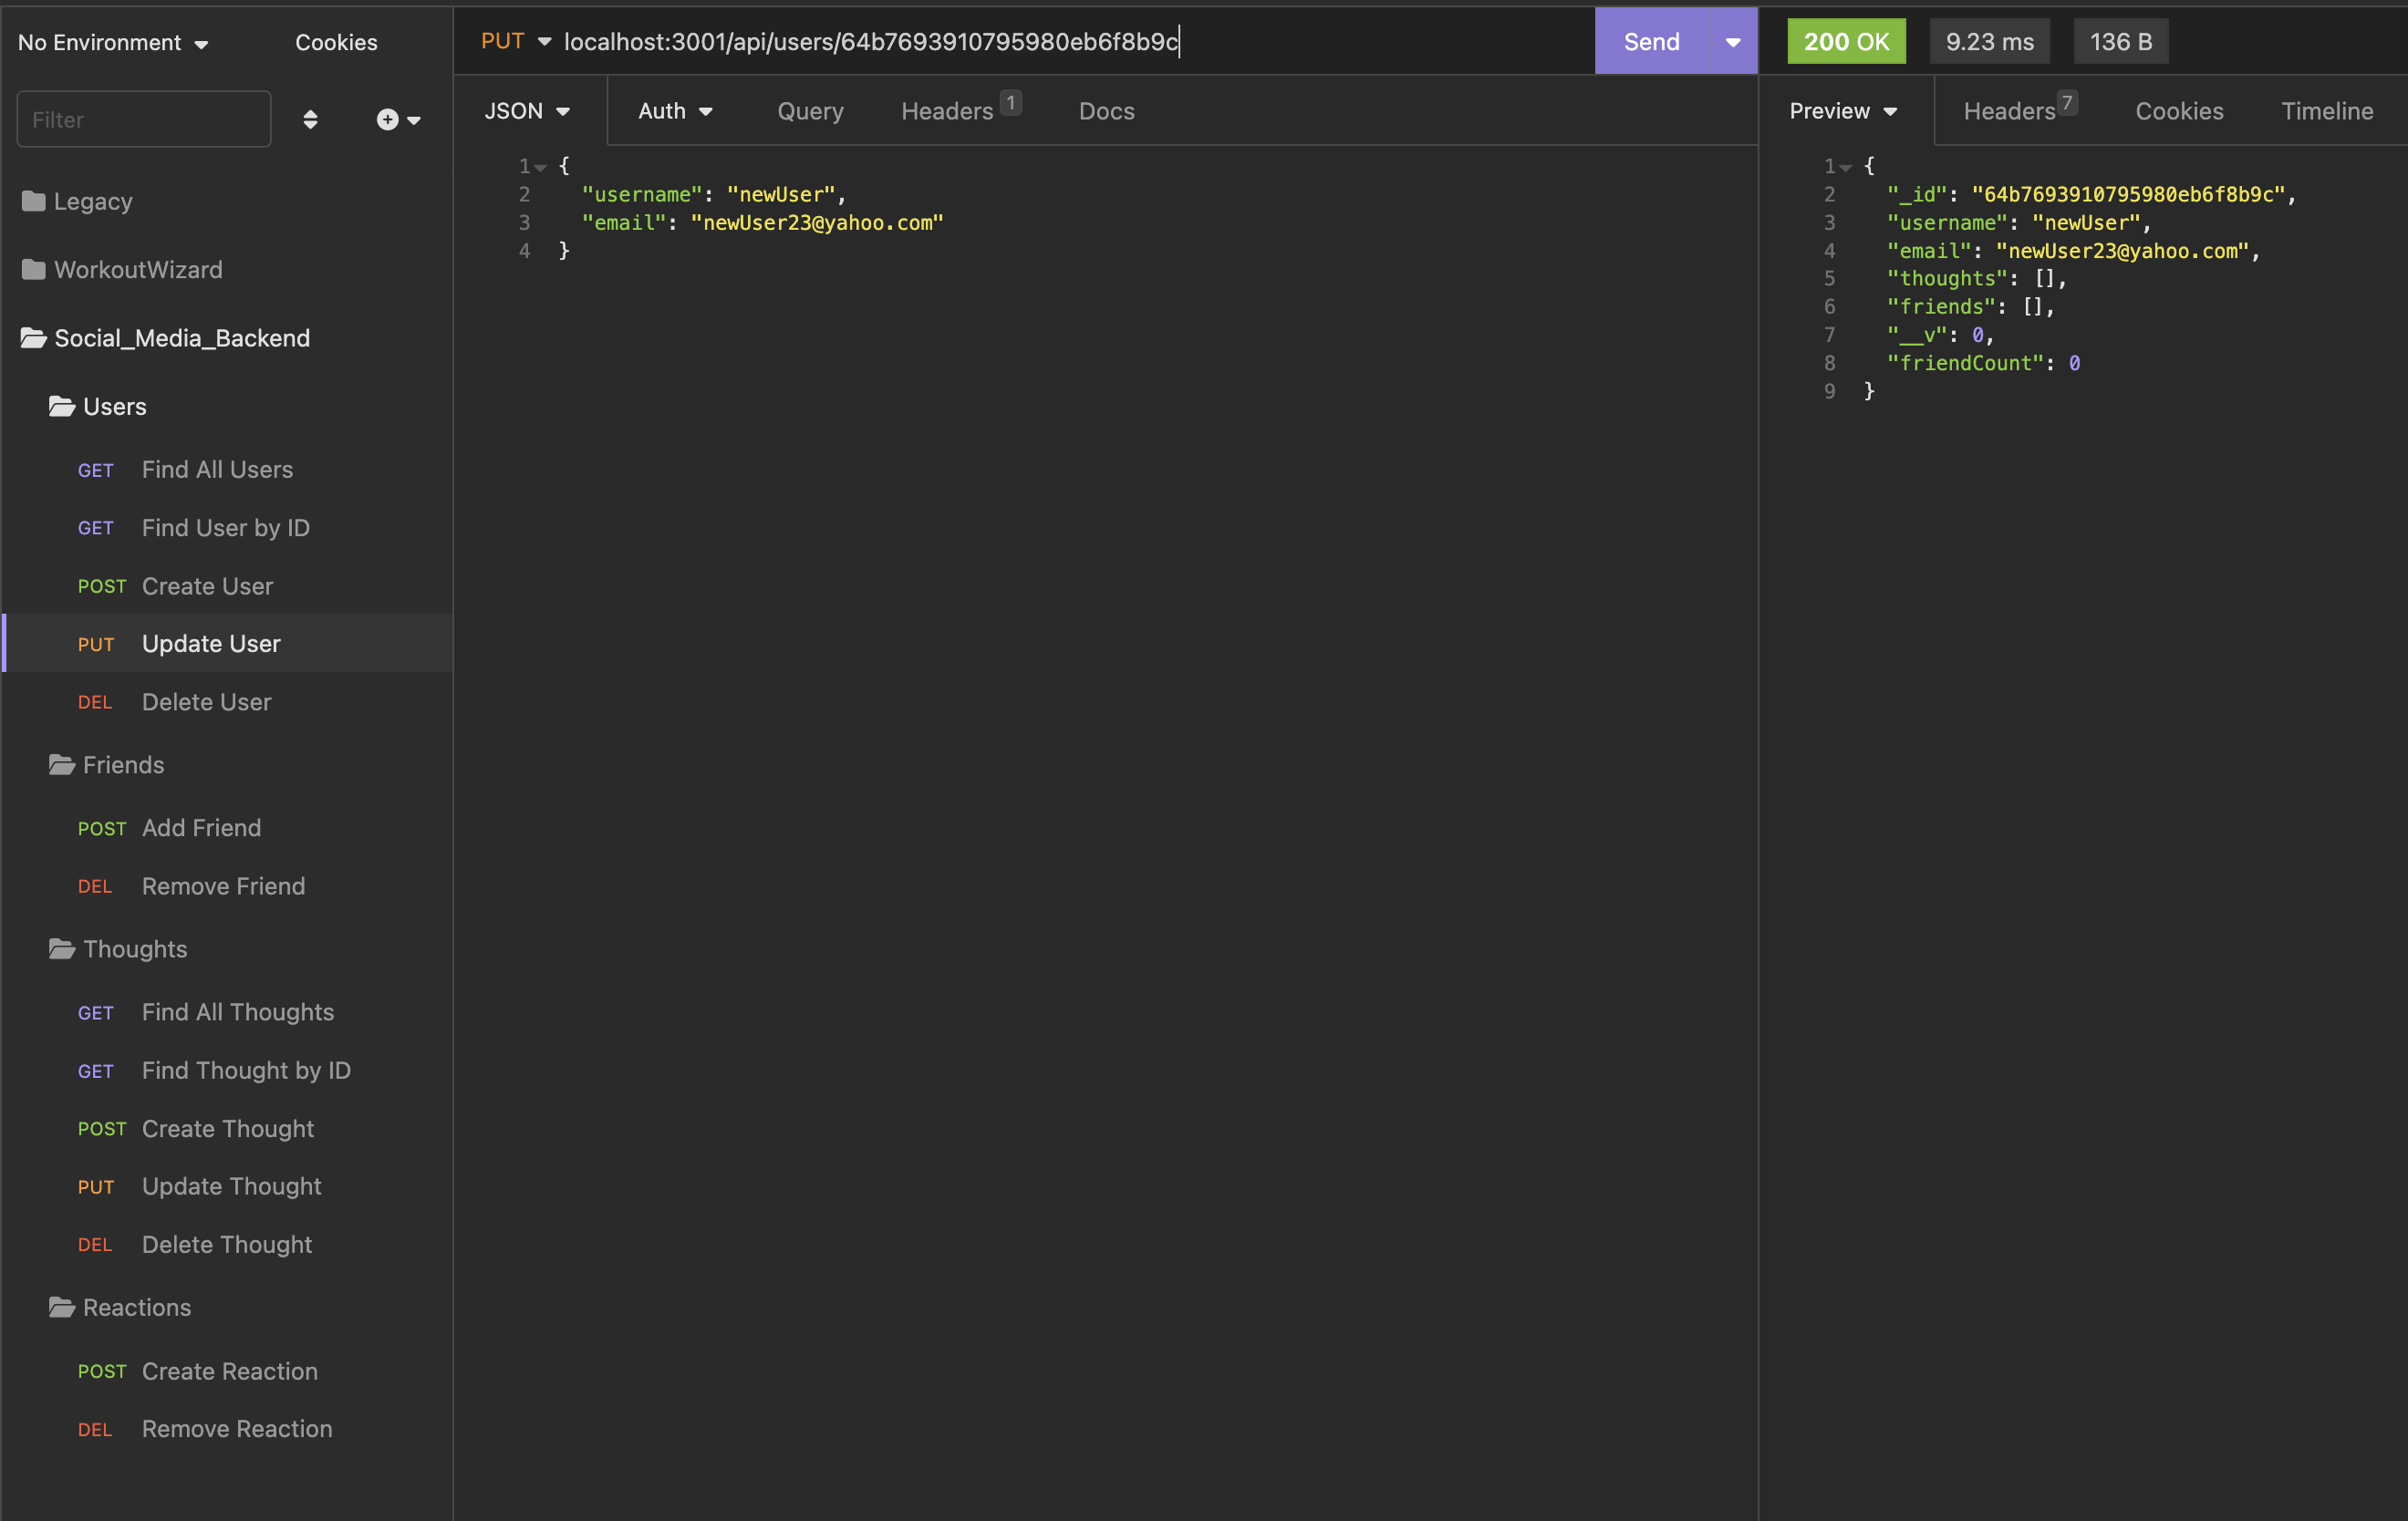 No Environment
Cookies
Filter
Legacy
WorkoutWizard
Social_Media_Backend
Users
GET Find All Users
GET Find User by ID
POST Create User
PUT Update User
DEL Delete User
Friends
POST Add Friend
DEL Remove Friend
Thoughts
GET Find All Thoughts
GET Find Thought by ID
POST Create Thought
PUT Update Thought
DEL Delete Thought
Reactions
POST Create Reaction
DEL Remove Reaction
PUT localhost:3001/api/users/64b7693910795980eb6f8b9c
Send
JSON Auth Query Headers 1 Docs
1 {
2 "username": "newUser",
3 "email": "newUser23@yahoo.com"
4 }
200 OK 9.23 ms 136 B
Preview Headers 7 Cookies Timeline
1 {
2 "_id": "64b7693910795980eb6f8b9c",
3 "username": "newUser",
4 "email": "newUser23@yahoo.com",
5 "thoughts": [],
6 "friends": [],
7 "__v": 0,
8 "friendCount": 0
9 }